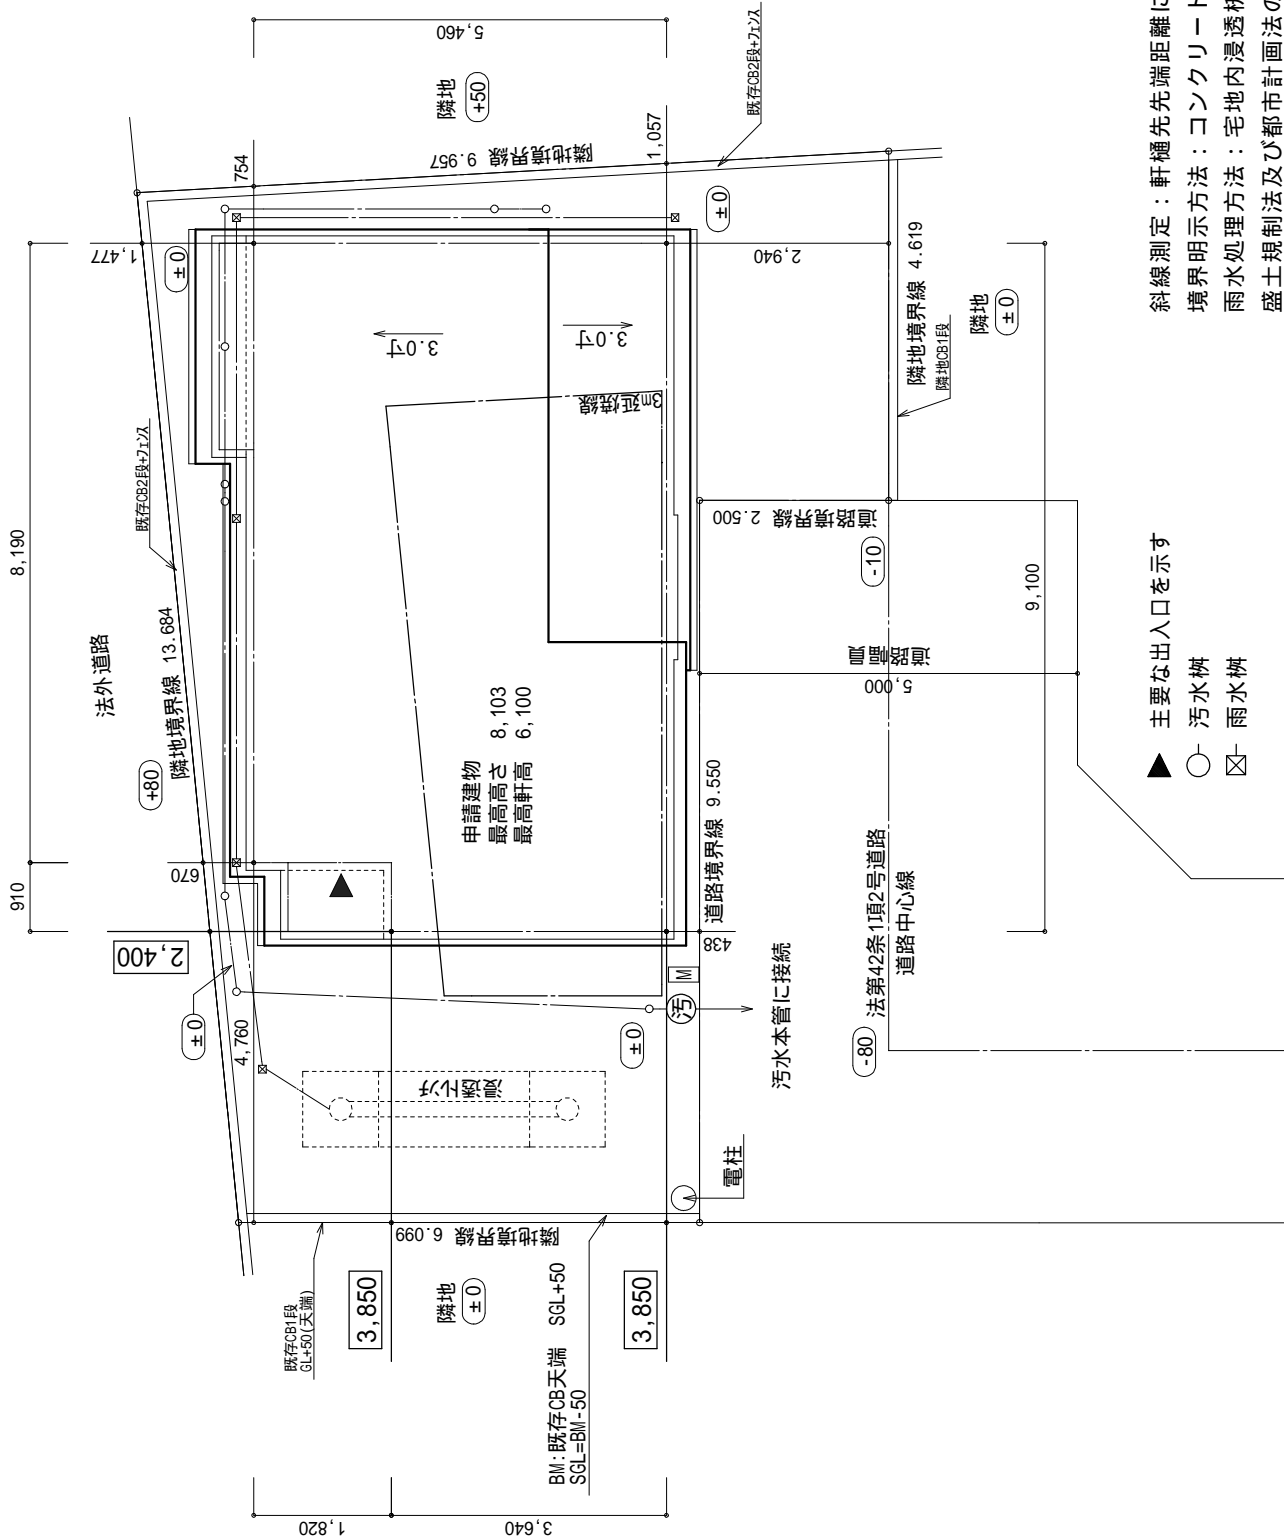 5,460
隣地
+50
既存CB2段+フェンス
隣地境界線 9.957
754
1,057
1,477
±0
±0
2,940
隣地境界線 4.619
隣地CB1段
隣地
±0
3.0寸
3.0寸
3m延焼線
既存CB2段+フェンス
8,190
910
法外道路
+80
隣地境界線 13.684
670
2,400
±0
4,760
申請建物
最高高さ 8,103
最高軒高 6,100
道路境界線 2.500
-10
9,100
道路幅員
5,000
道路境界線 9.550
438
M
汚
±0
汚水本管に接続
-80
法第42条1項2号道路
道路中心線
浸透トレンチ
電柱
隣地境界線 6.099
既存CB1段
GL+50(天端)
3,850
隣地
±0
3,850
BM:既存CB天端 SGL+50
SGL=BM-50
1,820
3,640
▲ 主要な出入口を示す
汚水桝
雨水桝
斜線測定:軒樋先先端距離に
境界明示方法:コンクリート
雨水処理方法:宅地内浸透桝
盛土規制法及び都市計画法の